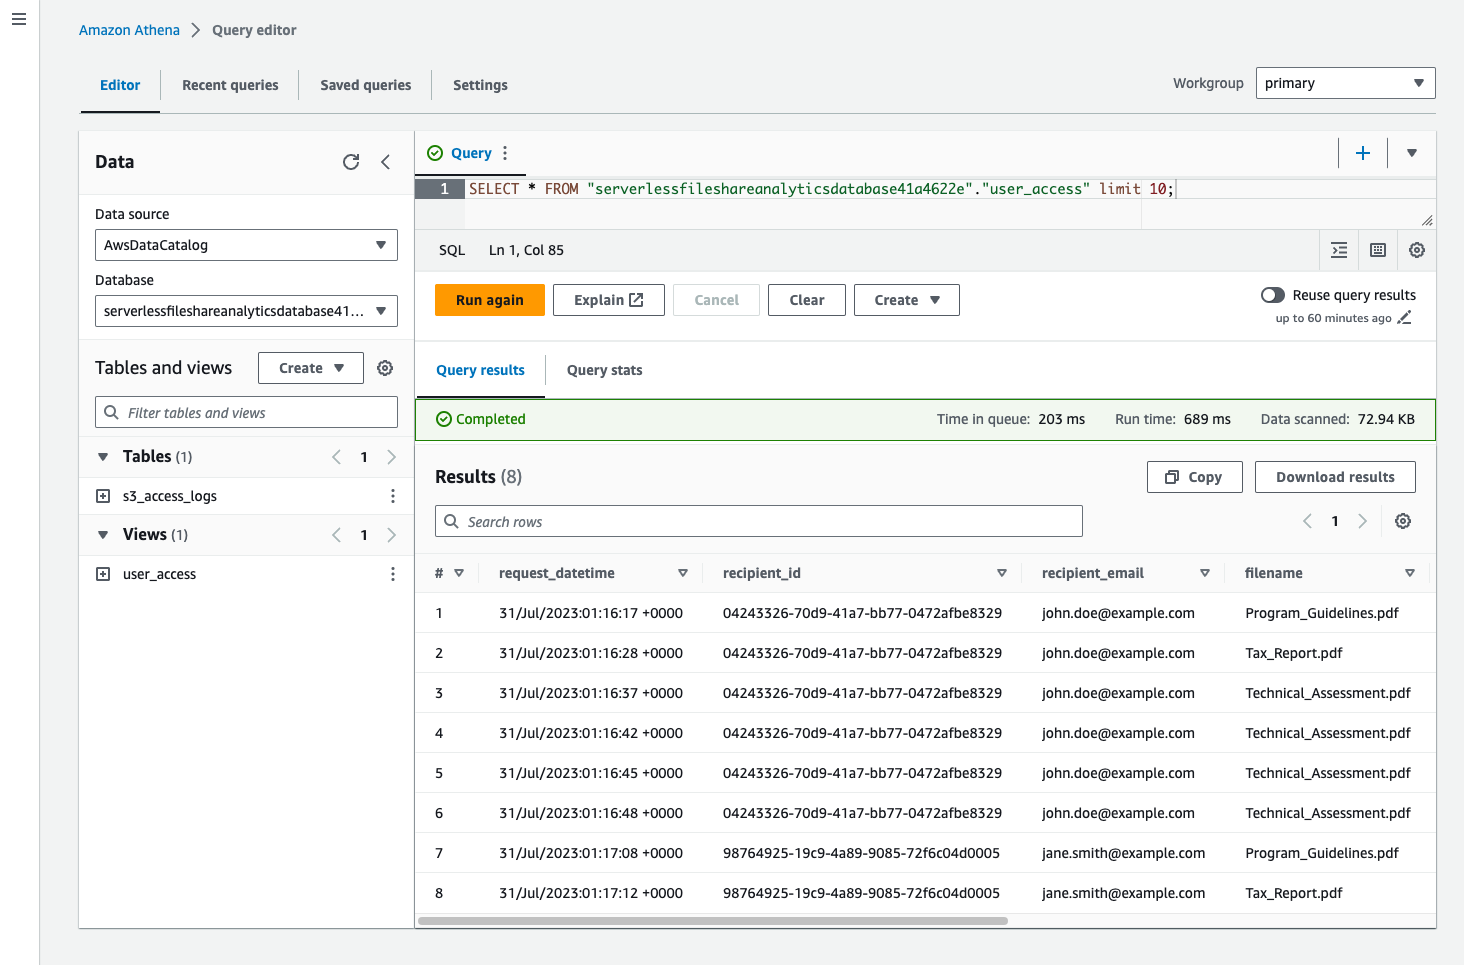 Amazon Athena > Query editor
Editor Recent queries Saved queries Settings Workgroup primary
Data
Data source
AwsDataCatalog
Database
serverlessfileshareanalyticsdatabase41...
Tables and views Create
Filter tables and views
Tables (1) 1
s3_access_logs
Views (1) 1
user_access
Query
1 SELECT * FROM "serverlessfileshareanalyticsdatabase41a4622e"."user_access" limit 10;
SQL Ln 1, Col 85
Run again Explain Cancel Clear Create Reuse query results
up to 60 minutes ago
Query results Query stats
Completed Time in queue: 203 ms Run time: 689 ms Data scanned: 72.94 KB
Results (8) Copy Download results
Search rows 1
# request_datetime recipient_id recipient_email filename
1 31/Jul/2023:01:16:17 +0000 04243326-70d9-41a7-bb77-0472afbe8329 john.doe@example.com Program_Guidelines.pdf
2 31/Jul/2023:01:16:28 +0000 04243326-70d9-41a7-bb77-0472afbe8329 john.doe@example.com Tax_Report.pdf
3 31/Jul/2023:01:16:37 +0000 04243326-70d9-41a7-bb77-0472afbe8329 john.doe@example.com Technical_Assessment.pdf
4 31/Jul/2023:01:16:42 +0000 04243326-70d9-41a7-bb77-0472afbe8329 john.doe@example.com Technical_Assessment.pdf
5 31/Jul/2023:01:16:45 +0000 04243326-70d9-41a7-bb77-0472afbe8329 john.doe@example.com Technical_Assessment.pdf
6 31/Jul/2023:01:16:48 +0000 04243326-70d9-41a7-bb77-0472afbe8329 john.doe@example.com Technical_Assessment.pdf
7 31/Jul/2023:01:17:08 +0000 98764925-19c9-4a89-9085-72f6c04d0005 jane.smith@example.com Program_Guidelines.pdf
8 31/Jul/2023:01:17:12 +0000 98764925-19c9-4a89-9085-72f6c04d0005 jane.smith@example.com Tax_Report.pdf